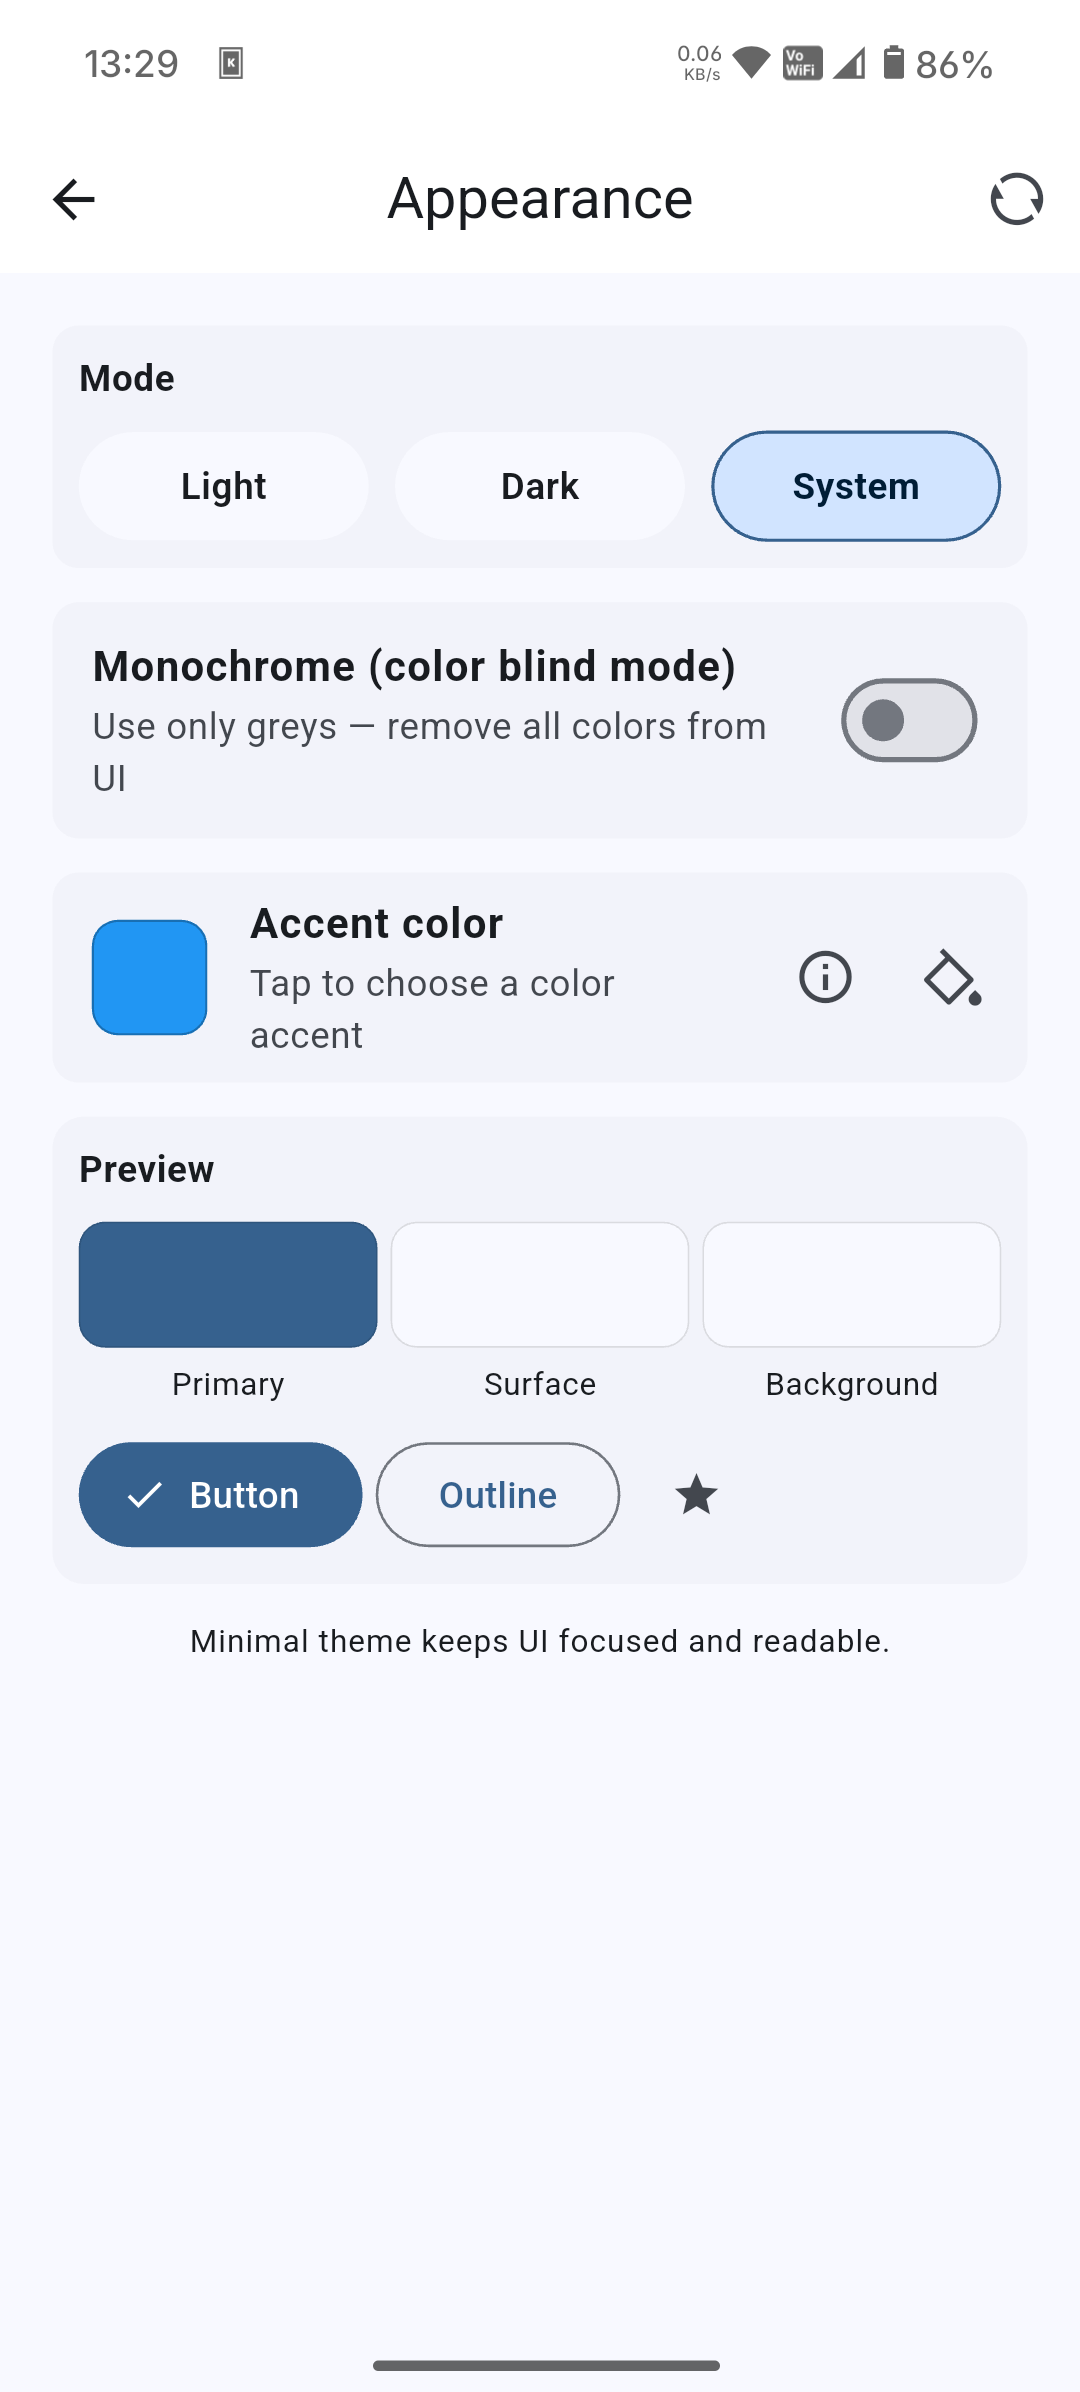 13:29
K
0.06
KB/s
Vo
WiFi
86%
Appearance
Mode
Light
Dark
System
Monochrome (color blind mode)
Use only greys — remove all colors from
UI
Accent color
Tap to choose a color
accent
Preview
Primary
Surface
Background
Button
Outline
Minimal theme keeps UI focused and readable.